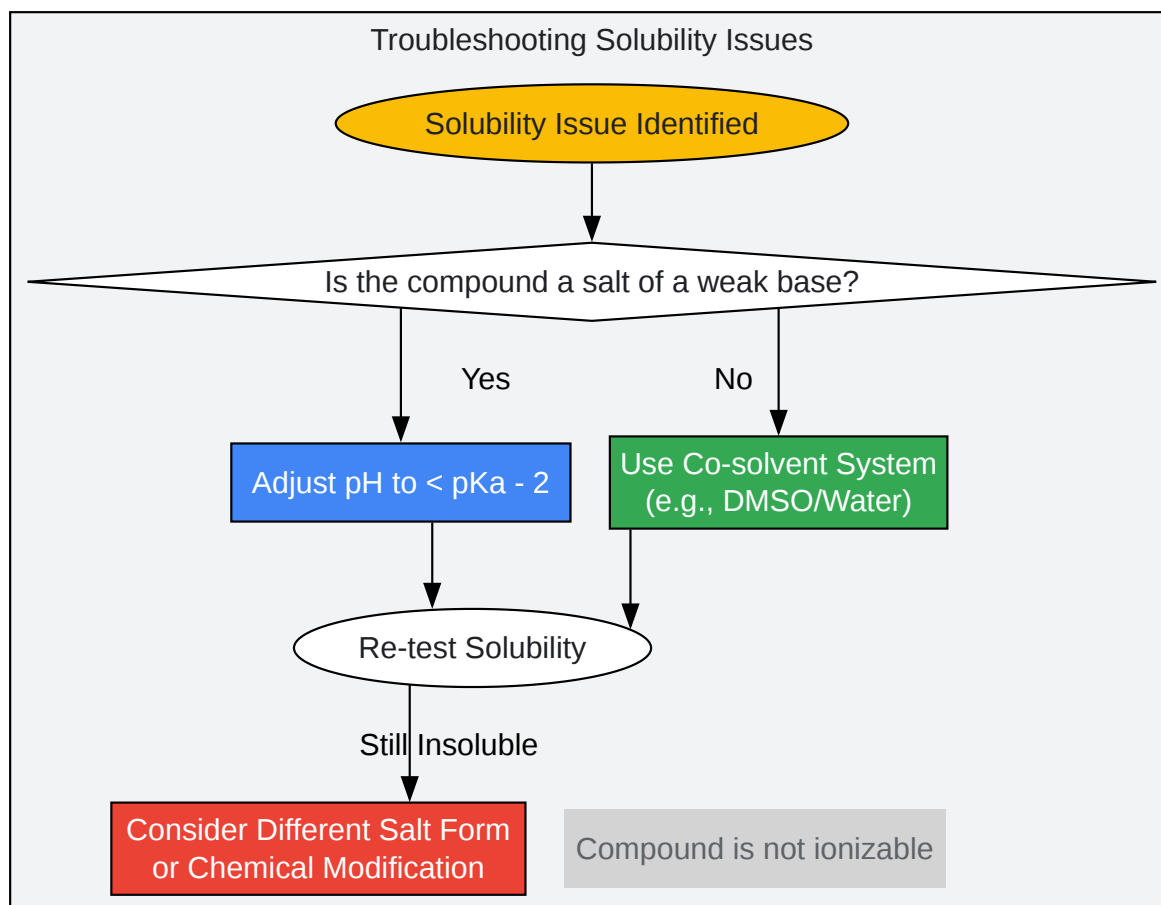 Troubleshooting Solubility Issues
Solubility Issue Identified
Is the compound a salt of a weak base?
Yes
No
Adjust pH to < pKa - 2
Use Co-solvent System
(e.g., DMSO/Water)
Re-test Solubility
Still Insoluble
Consider Different Salt Form
or Chemical Modification
Compound is not ionizable